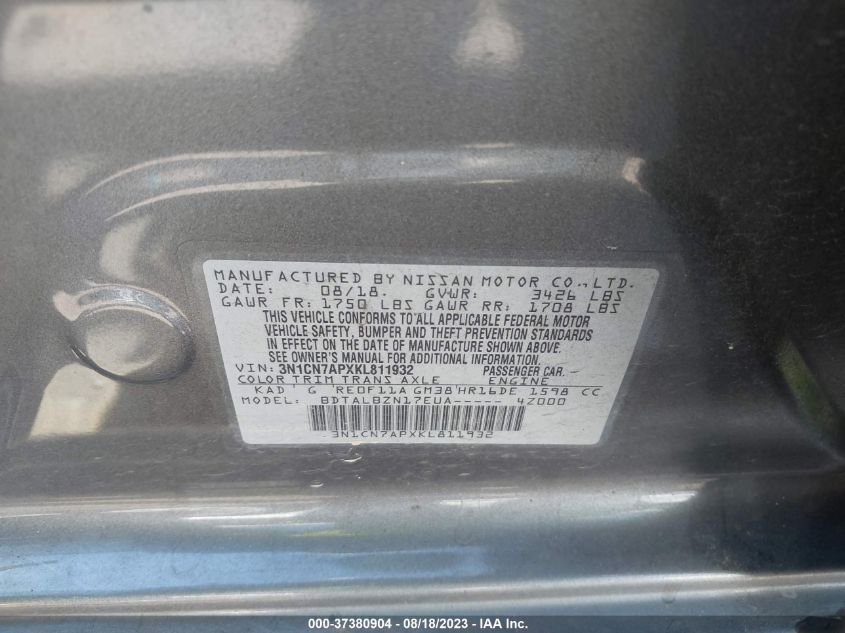 MANUFACTURED BY NISSAN MOTOR CO., LTD.
DATE: 08/18. GVWR: 3426 LBS
GAWR FR: 1750 LBS GAWR RR: 1708 LBS
THIS VEHICLE CONFORMS TO ALL APPLICABLE FEDERAL MOTOR
VEHICLE SAFETY, BUMPER AND THEFT PREVENTION STANDARDS
IN EFFECT ON THE DATE OF MANUFACTURE SHOWN ABOVE.
SEE OWNER'S MANUAL FOR ADDITIONAL INFORMATION.
VIN: 3N1CN7APXKL811932 PASSENGER CAR.
COLOR TRIM TRANS AXLE ENGINE
KAD G RE0F11A GM38 HR16DE 1598 CC
MODEL: BDTALBZN17EUA----- 42000
3N1CN7APXKL811932
000-37380904 - 08/18/2023 - IAA Inc.